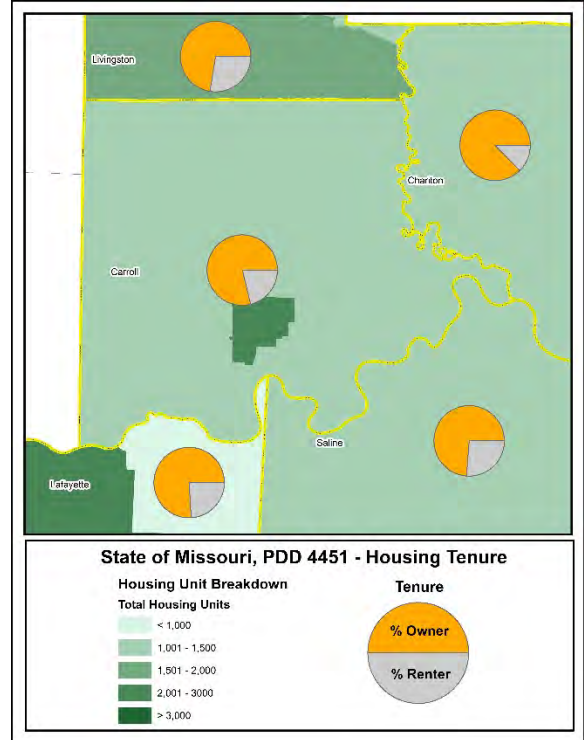 Livingston
Chariton
Carroll
Saline
Lafayette
State of Missouri, PDD 4451 - Housing Tenure
Housing Unit Breakdown
Total Housing Units
< 1,000
1,001 - 1,500
1,501 - 2,000
2,001 - 3000
> 3,000
Tenure
% Owner
% Renter